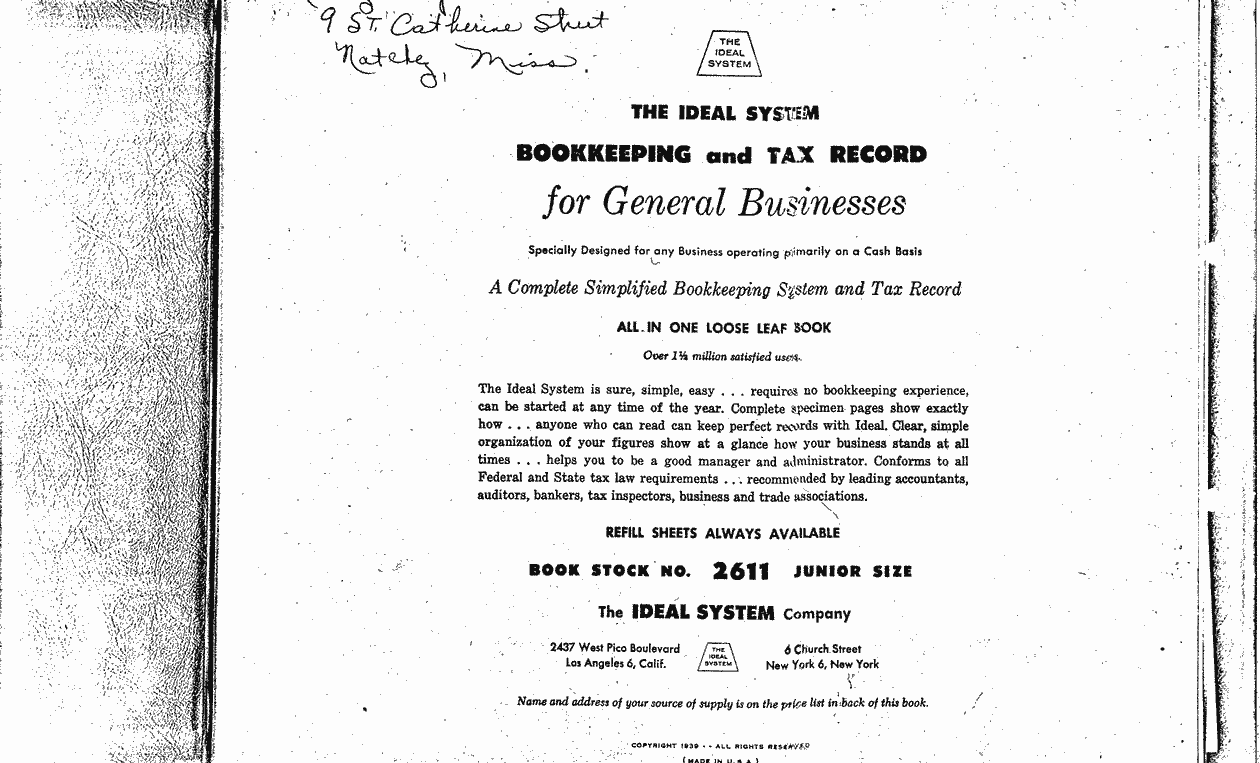 9 St. Catherine Street
Natchez, Miss.
THE
IDEAL
SYSTEM
THE IDEAL SYSTEM
BOOKKEEPING and TAX RECORD
for General Businesses
Specially Designed for any Business operating primarily on a Cash Basis
A Complete Simplified Bookkeeping System and Tax Record
ALL IN ONE LOOSE LEAF BOOK
Over 1½ million satisfied users.
The Ideal System is sure, simple, easy . . . requires no bookkeeping experience,
can be started at any time of the year. Complete specimen pages show exactly
how . . . anyone who can read can keep perfect records with Ideal. Clear, simple
organization of your figures show at a glance how your business stands at all
times . . . helps you to be a good manager and administrator. Conforms to all
Federal and State tax law requirements . . . recommended by leading accountants,
auditors, bankers, tax inspectors, business and trade associations.
REFILL SHEETS ALWAYS AVAILABLE
BOOK STOCK NO. 2611 JUNIOR SIZE
The IDEAL SYSTEM Company
2437 West Pico Boulevard
Los Angeles 6, Calif.
THE
IDEAL
SYSTEM
6 Church Street
New York 6, New York
Name and address of your source of supply is on the price list in back of this book.
COPYRIGHT 1939 - - ALL RIGHTS RESERVED
(MADE IN U.S.A.)